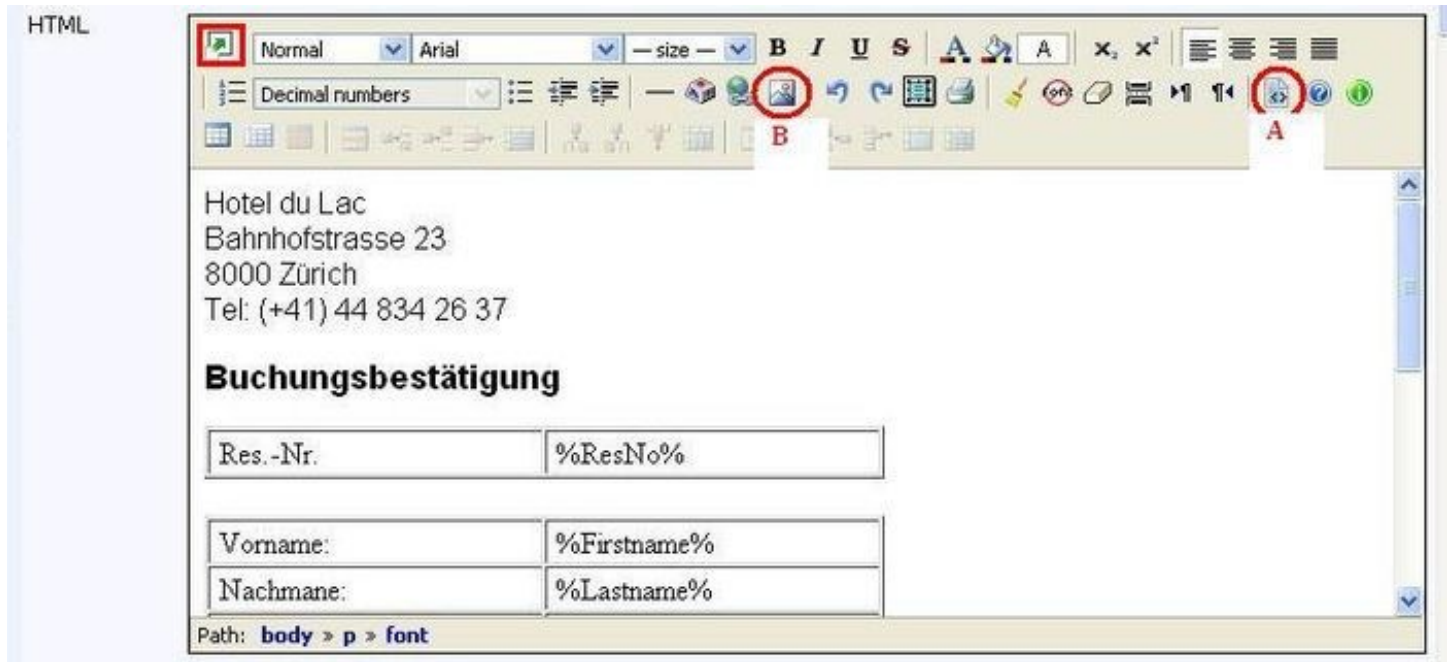 HTML
Normal Arial — size — B I U S A A x, x²
Decimal numbers
B A
Hotel du Lac
Bahnhofstrasse 23
8000 Zürich
Tel: (+41) 44 834 26 37
Buchungsbestätigung
Res.-Nr. %ResNo%
Vorname: %Firstname%
Nachmane: %Lastname%
Path: body » p » font